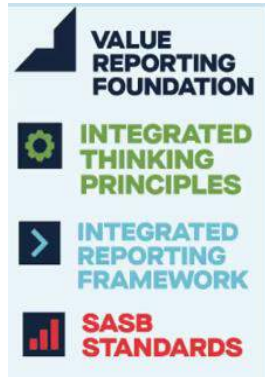 VALUE
REPORTING
FOUNDATION
INTEGRATED
THINKING
PRINCIPLES
INTEGRATED
REPORTING
FRAMEWORK
SASB
STANDARDS